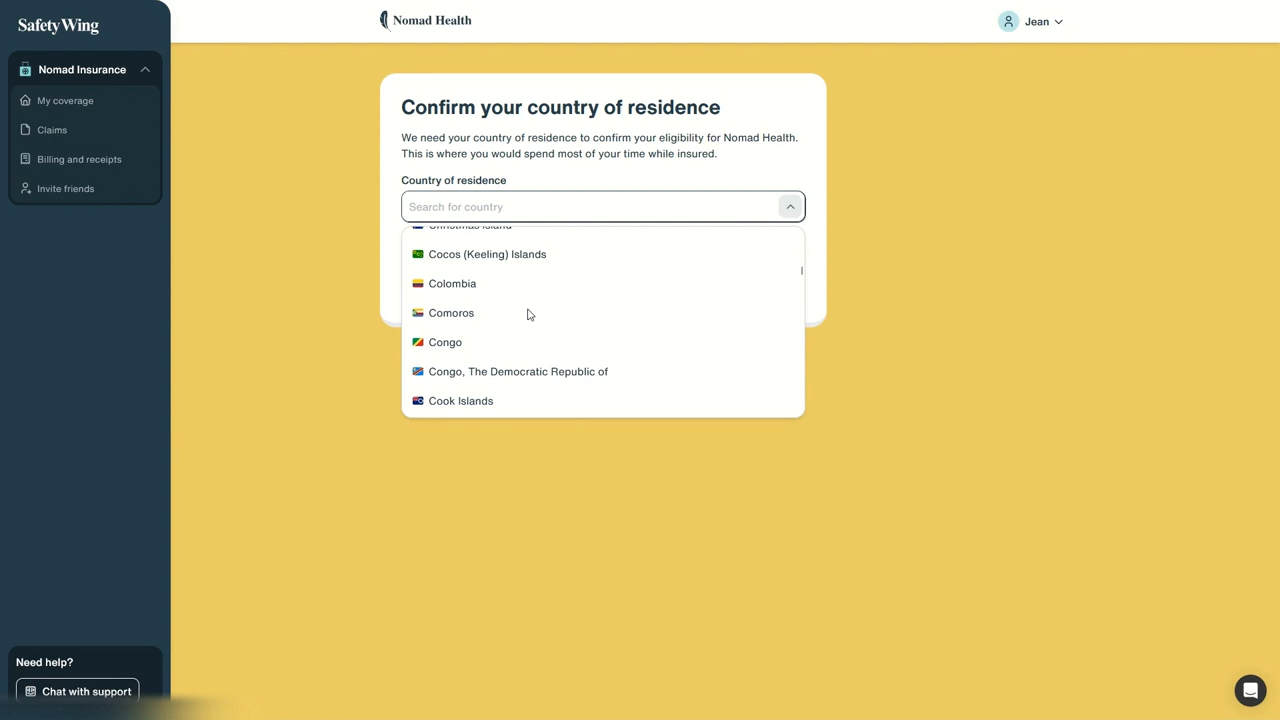 SafetyWing
Nomad Health
Jean
Nomand Insurance
My coverage
Claims
Billing and receipts
Invite friends
Confirm your country of residence
We need your country of residence to confirm your eligibility for Nomad Health.
This is where you would spend most of your time while insured.
Country of residence
Search for country
Christmas Island
Cocos (Keeling) Islands
Colombia
Comoros
Congo
Congo, The Democratic Republic of
Cook Islands
Need help?
Chat with support